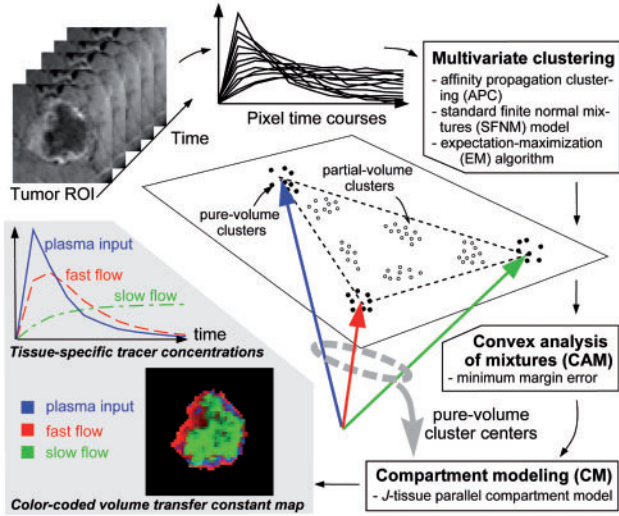 Tumor ROI
Time
Pixel time courses
Multivariate clustering
- affinity propagation cluster-
ing (APC)
- standard finite normal mix-
tures (SFNM) model
- expectation-maximization
(EM) algorithm
pure-volume
clusters
partial-volume
clusters
plasma input
fast flow
slow flow
time
Tissue-specific tracer concentrations
Convex analysis
of mixtures (CAM)
- minimum margin error
pure-volume
cluster centers
plasma input
fast flow
slow flow
Color-coded volume transfer constant map
Compartment modeling (CM)
- J-tissue parallel compartment model